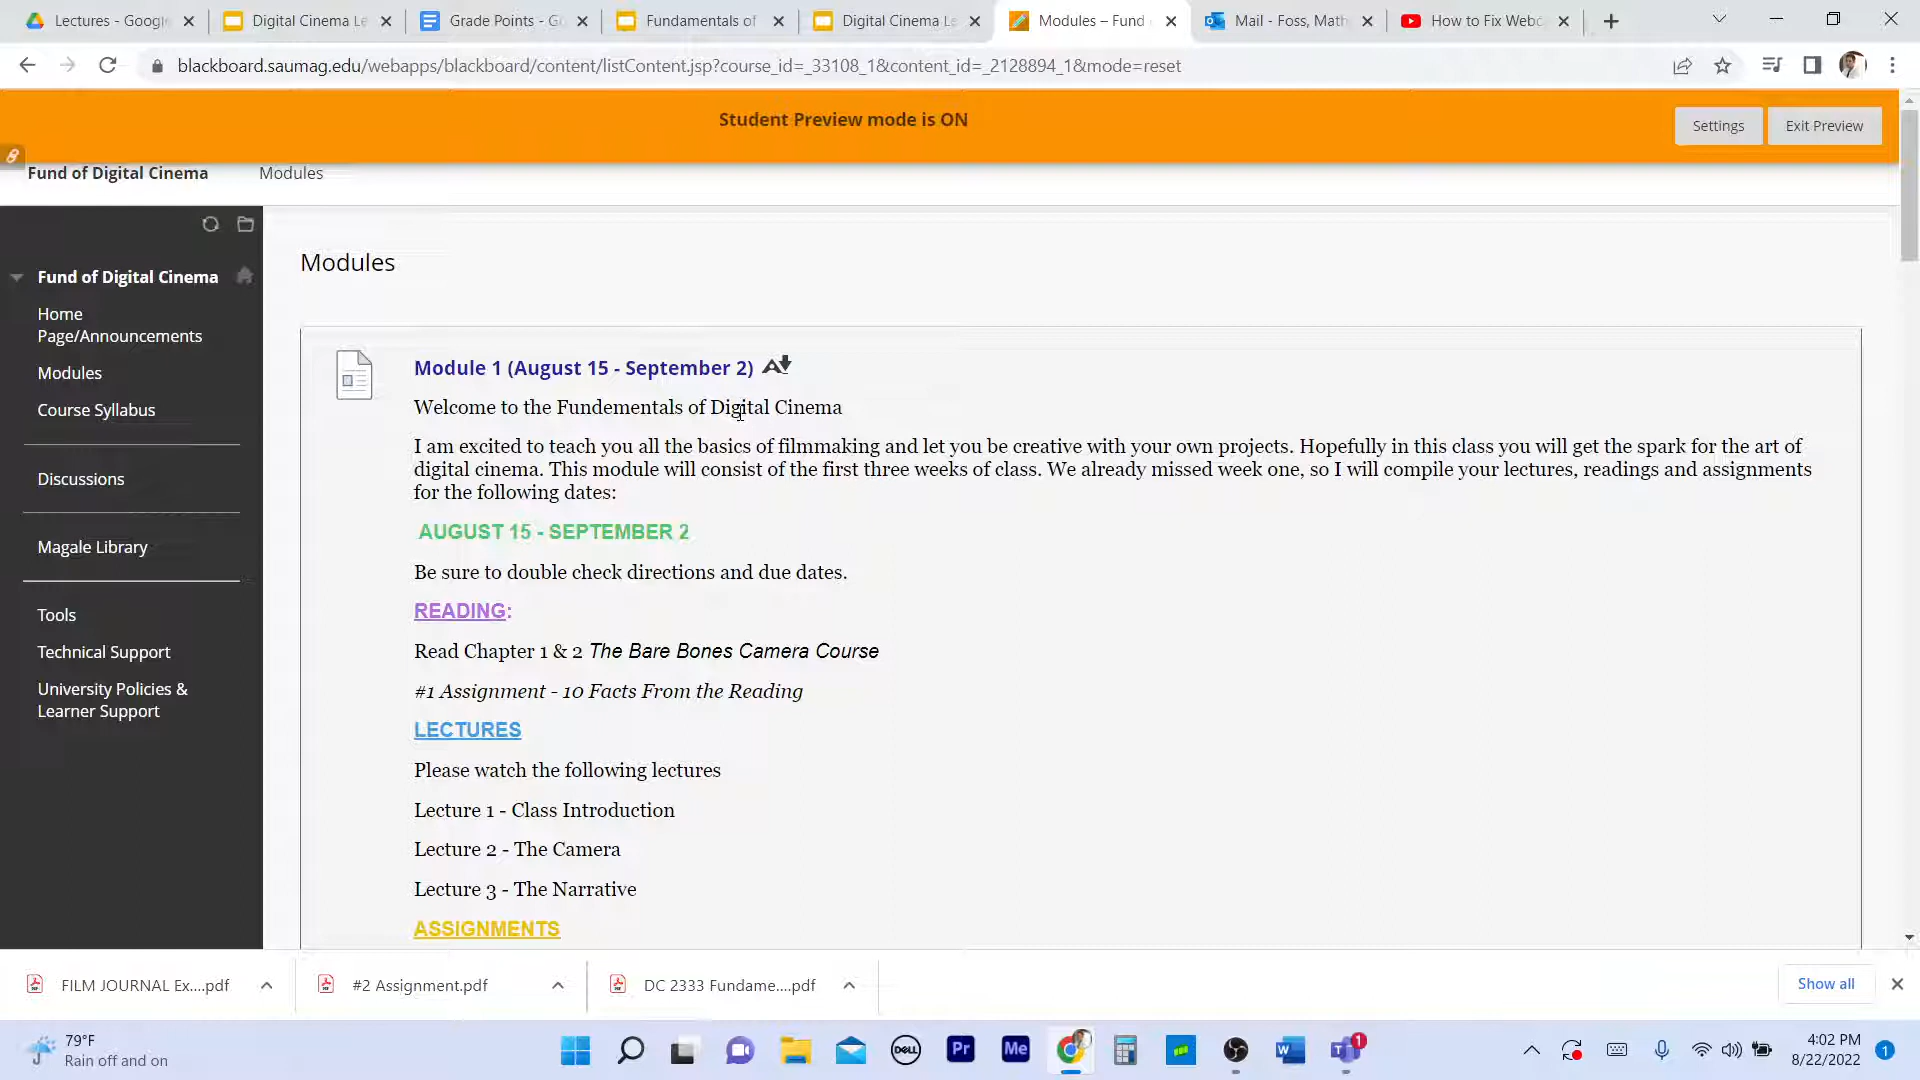 Lectures - Google
Digital Cinema Le
Grade Points - Go
Fundamentals of
Digital Cinema Le
Modules – Fund
Mail - Foss, Math
How to Fix Webc
blackboard.saumag.edu/webapps/blackboard/content/listContent.jsp?course_id=_33108_1&content_id=_2128894_1&mode=reset
Student Preview mode is ON
Settings
Exit Preview
Fund of Digital Cinema
Modules
Fund of Digital Cinema
Home
Page/Announcements
Modules
Course Syllabus
Discussions
Magale Library
Tools
Technical Support
University Policies &
Learner Support
Modules
Module 1 (August 15 - September 2)
Welcome to the Fundementals of Digital Cinema
I am excited to teach you all the basics of filmmaking and let you be creative with your own projects. Hopefully in this class you will get the spark for the art of
digital cinema. This module will consist of the first three weeks of class. We already missed week one, so I will compile your lectures, readings and assignments
for the following dates:
AUGUST 15 - SEPTEMBER 2
Be sure to double check directions and due dates.
READING:
Read Chapter 1 & 2 The Bare Bones Camera Course
#1 Assignment - 10 Facts From the Reading
LECTURES
Please watch the following lectures
Lecture 1 - Class Introduction
Lecture 2 - The Camera
Lecture 3 - The Narrative
ASSIGNMENTS
FILM JOURNAL Ex....pdf
#2 Assignment.pdf
DC 2333 Fundame....pdf
Show all
79°F
Rain off and on
DELL
Pr
Me
W
1
4:02 PM
8/22/2022
1